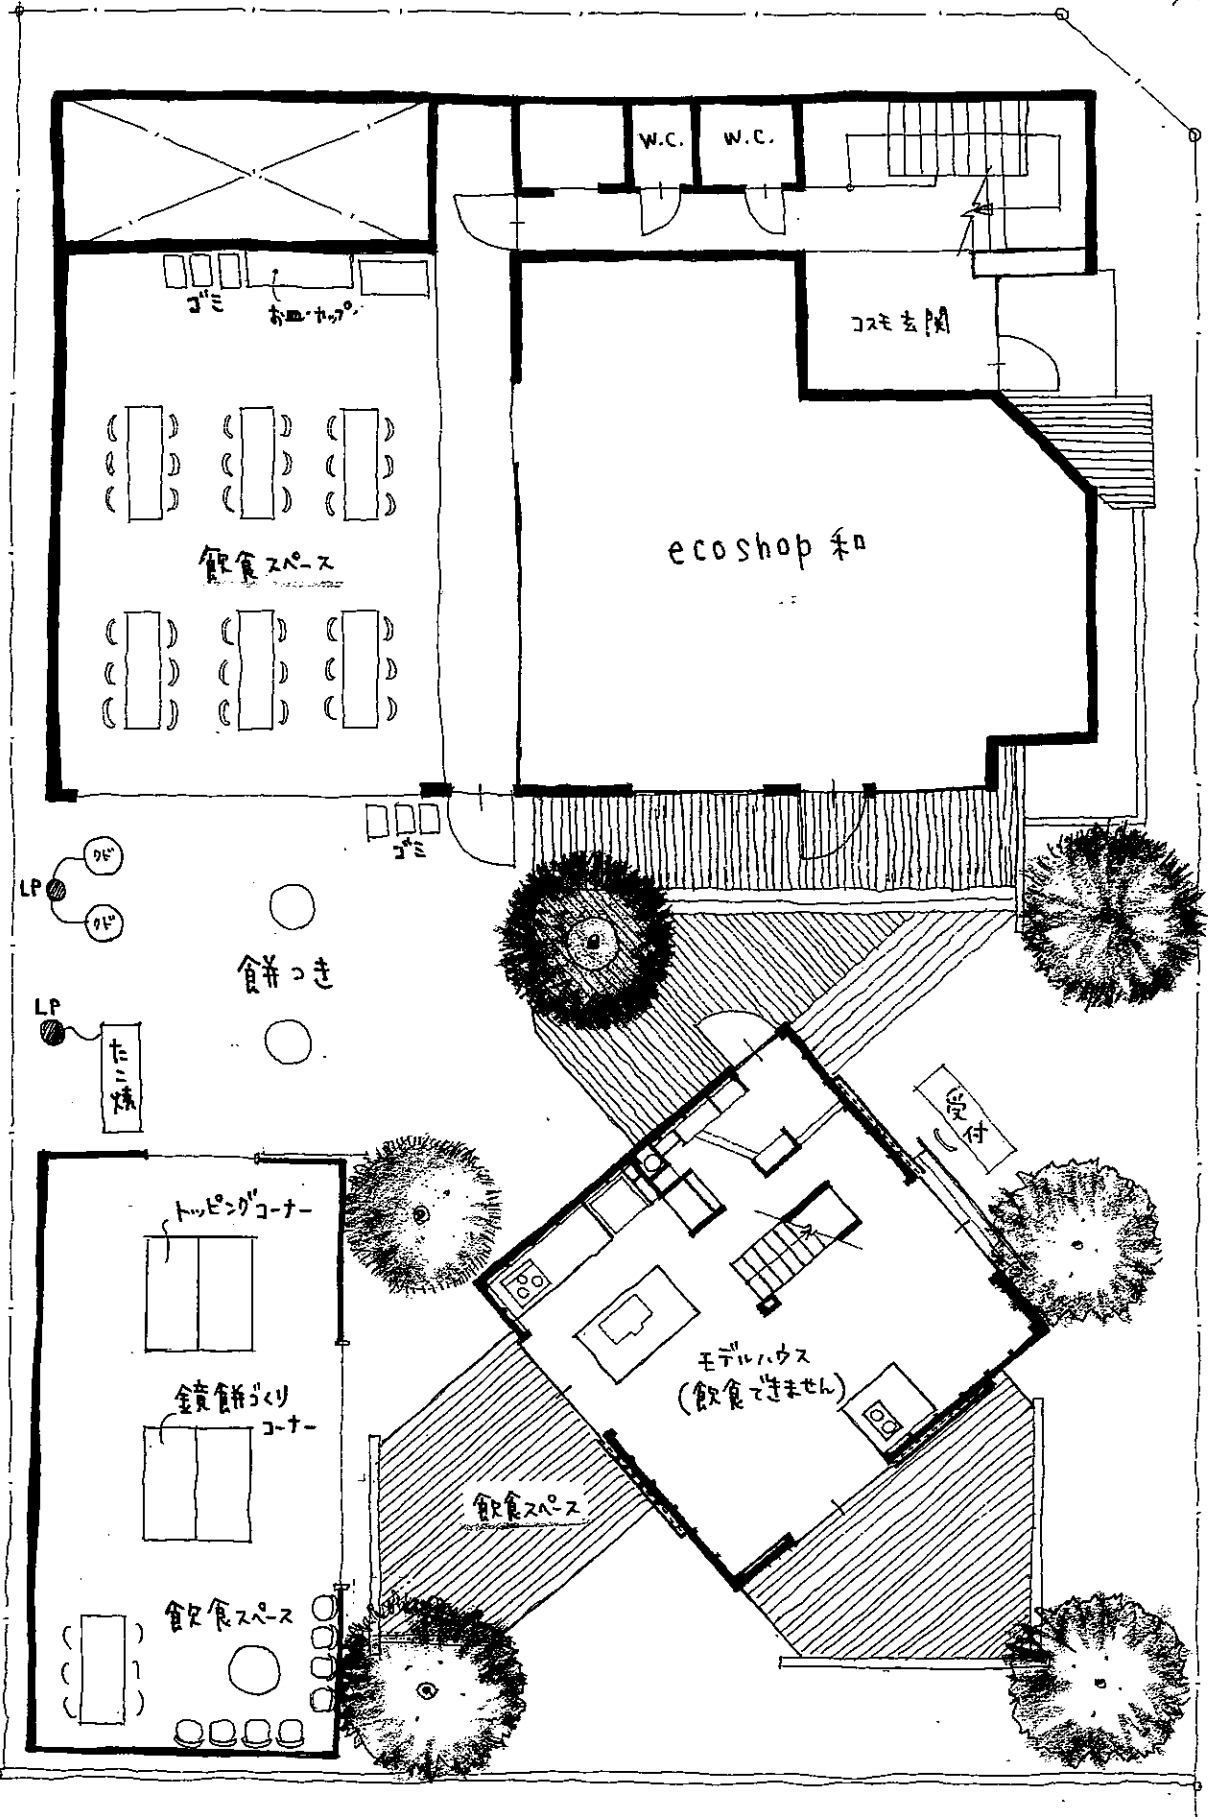 W.C.
W.C.
ゴミ
お皿・カップ
コスモ玄関
飲食スペース
ecoshop 和
ゴミ
クド
LP
クド
餅つき
LP
たこ焼
受付
トッピングコーナー
鏡餅づくり
コーナー
モデルハウス
(飲食できません)
飲食スペース
飲食スペース